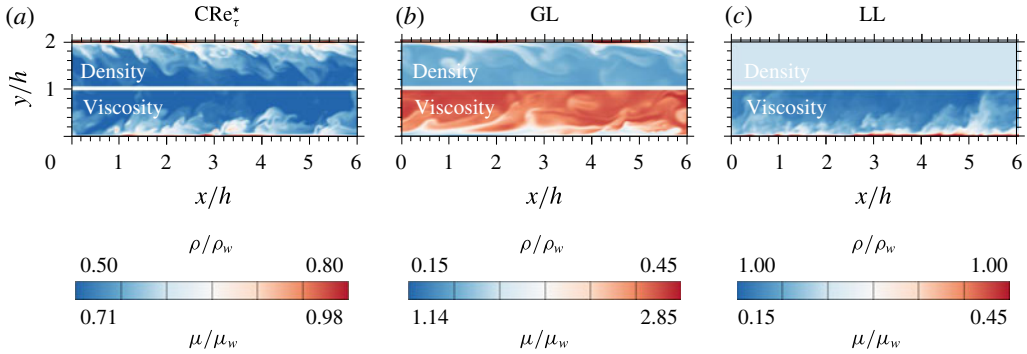 (a) CRe⋆τ (b) GL (c) LL
2
1
0
y/h
Density
Viscosity
Density
Viscosity
Density
Viscosity
0 1 2 3 4 5 6 0 1 2 3 4 5 6 0 1 2 3 4 5 6
x/h x/h x/h
ρ/ρw ρ/ρw ρ/ρw
0.50 0.80 0.15 0.45 1.00 1.00
0.71 0.98 1.14 2.85 0.15 0.45
μ/μw μ/μw μ/μw